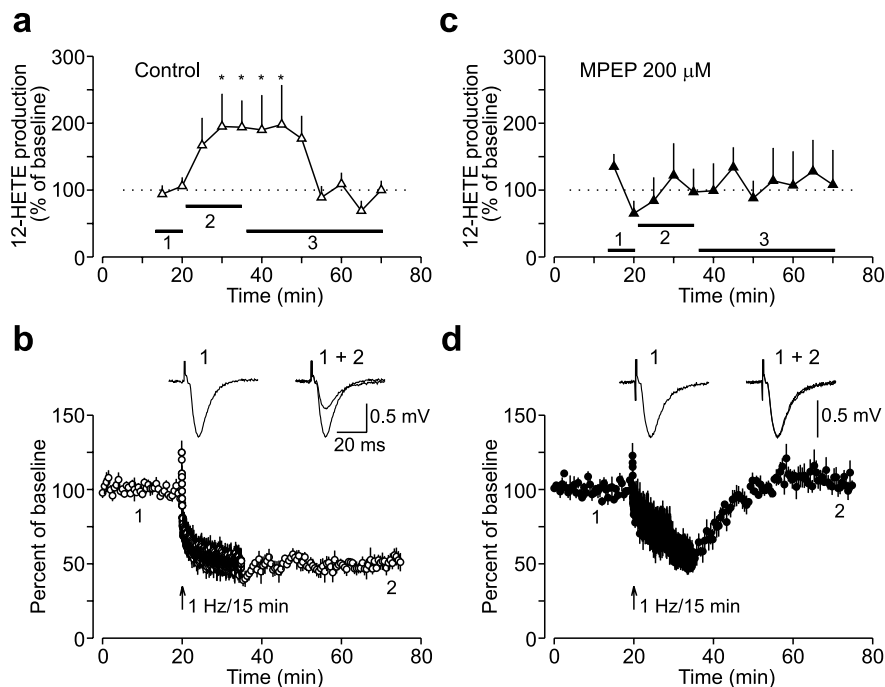 a
12-HETE production
(% of baseline)
300
200
100
0
Control
* * * *
1
2
3
0 20 40 60 80
Time (min)
c
12-HETE production
(% of baseline)
300
200
100
0
MPEP 200 μM
1
2
3
0 20 40 60 80
Time (min)
b
Percent of baseline
150
100
50
0
1
1 + 2
0.5 mV
20 ms
1
2
1 Hz/15 min
0 20 40 60 80
Time (min)
d
Percent of baseline
150
100
50
0
1
1 + 2
0.5 mV
1
2
1 Hz/15 min
0 20 40 60 80
Time (min)